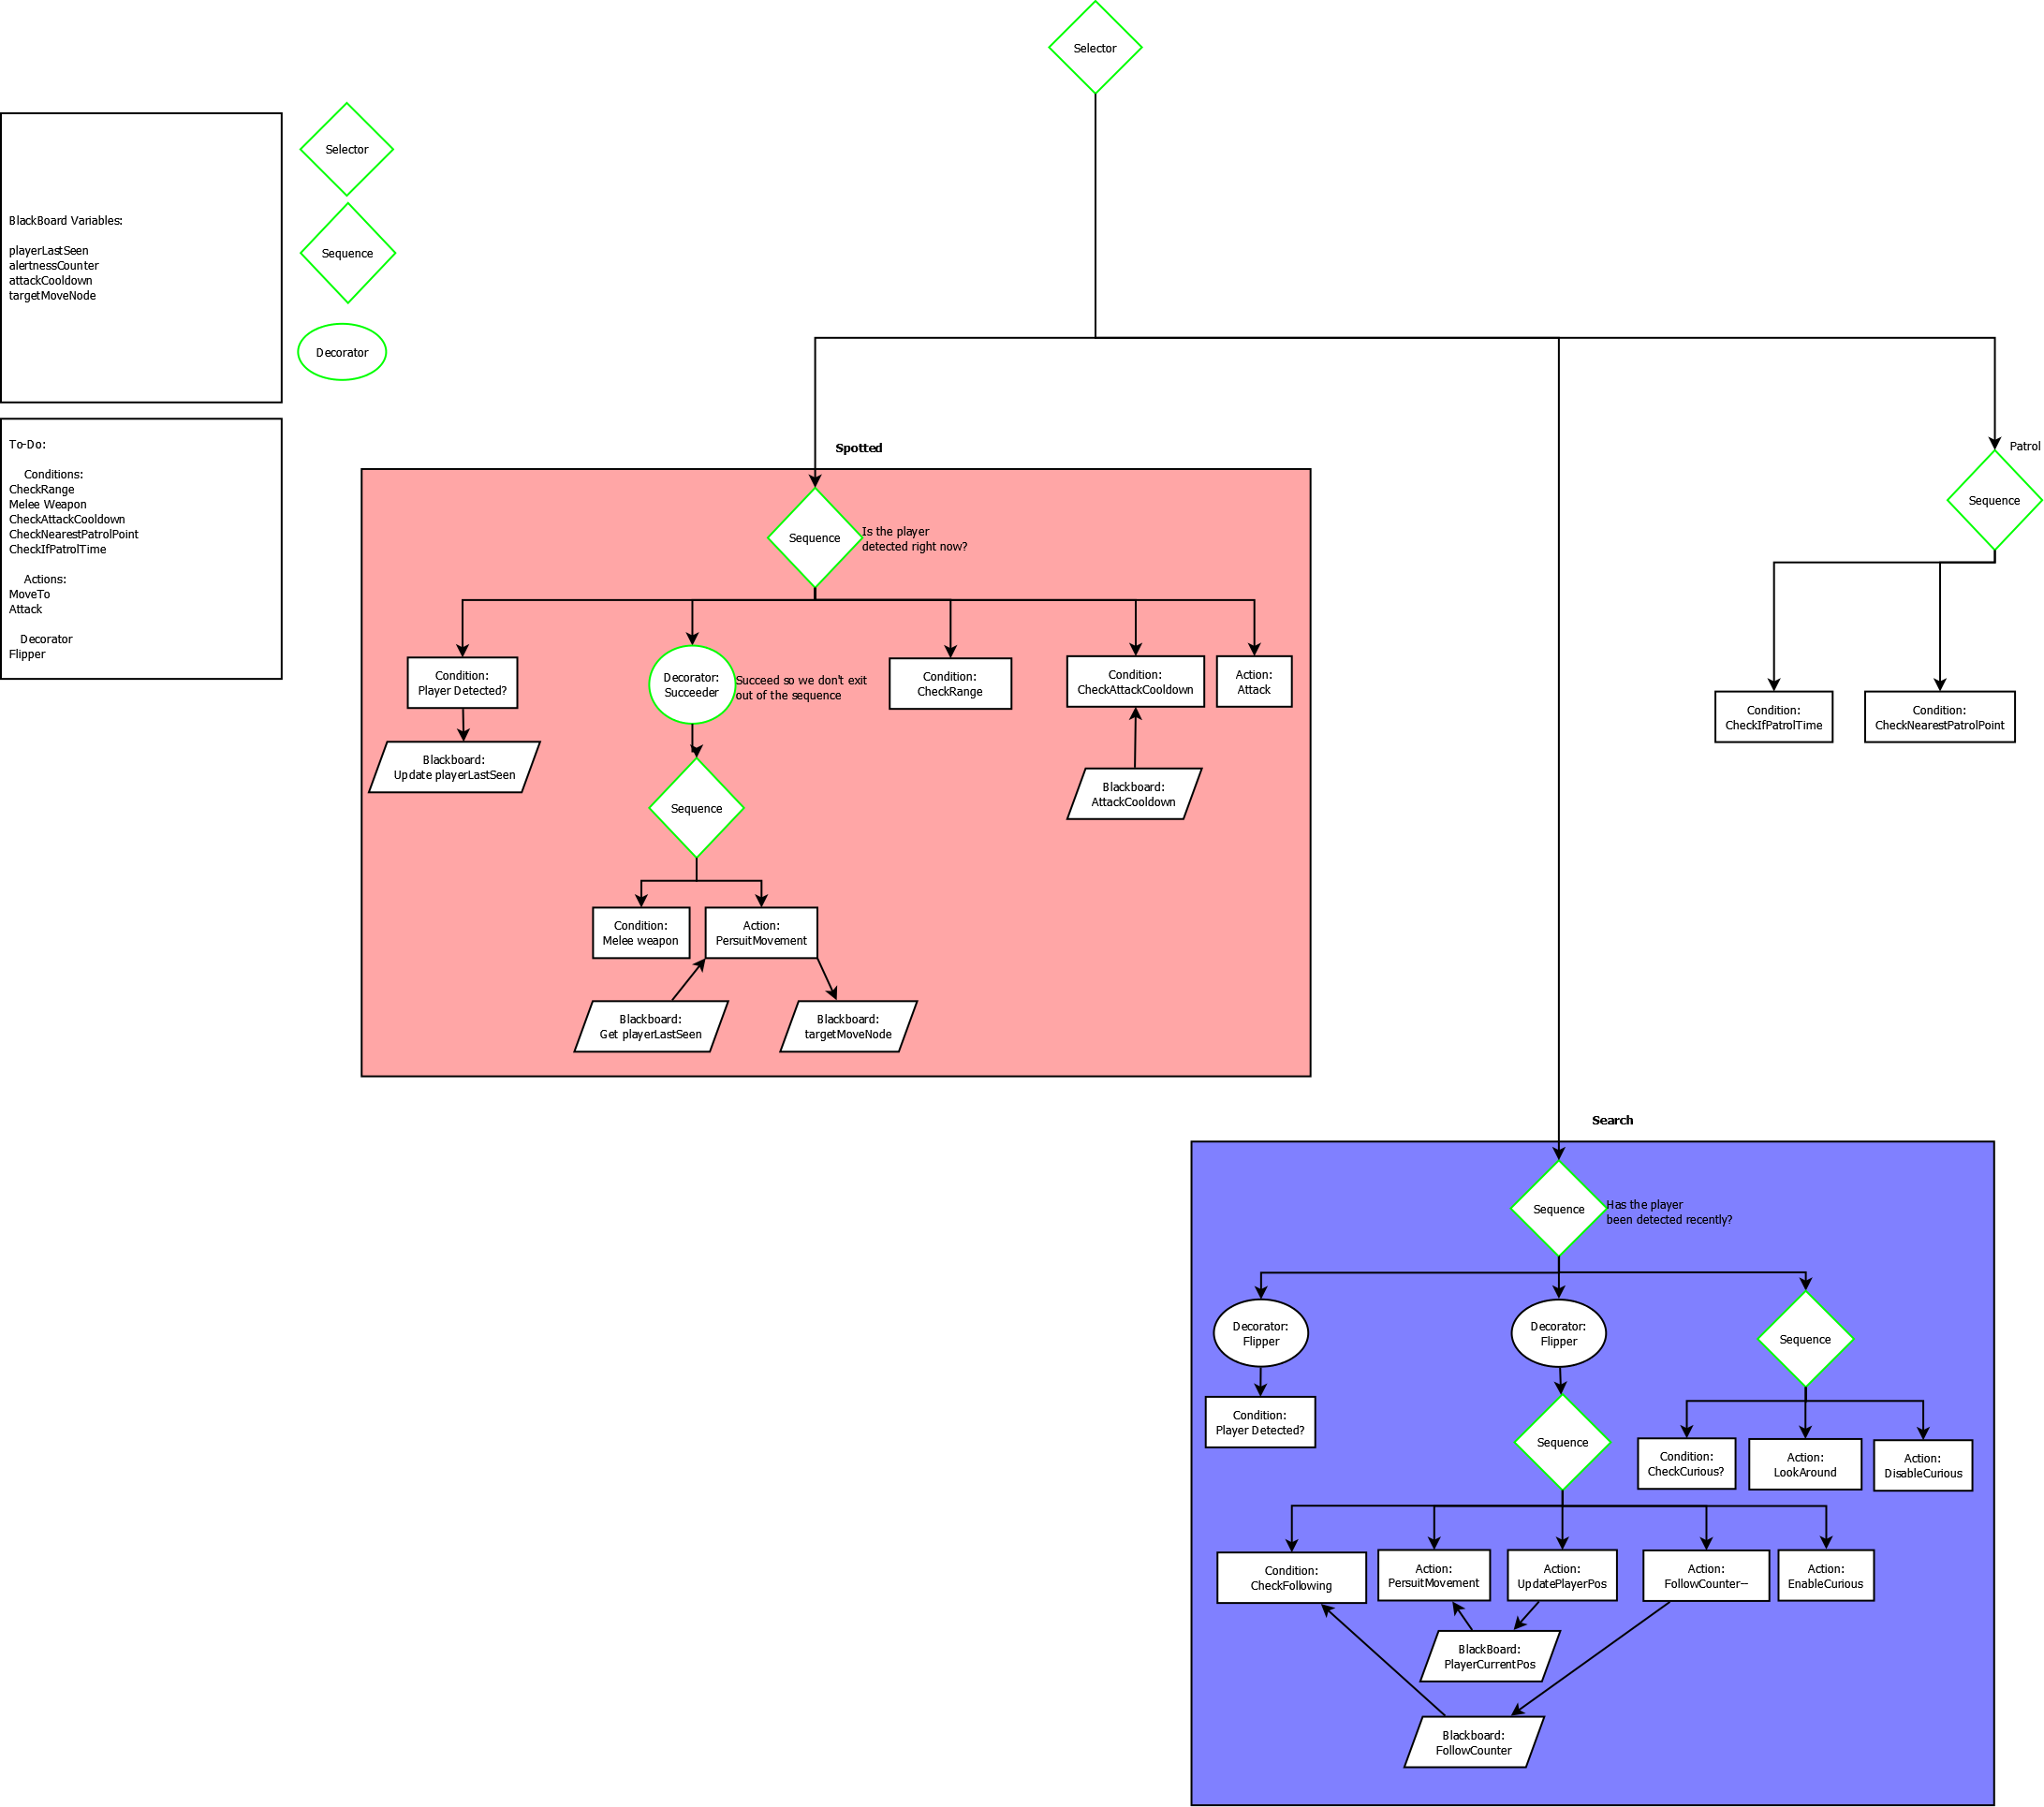 Selector
Selector
Sequence
Decorator
BlackBoard Variables:
playerLastSeen
alertnessCounter
attackCooldown
targetMoveNode
To-Do:
Conditions:
CheckRange
Melee Weapon
CheckAttackCooldown
CheckNearestPatrolPoint
CheckIfPatrolTime
Actions:
MoveTo
Attack
Decorator
Flipper
Spotted
Sequence
Is the player
detected right now?
Condition:
Player Detected?
Blackboard:
Update playerLastSeen
Decorator:
Succeeder
Succeed so we don't exit
out of the sequence
Sequence
Condition:
Melee weapon
Action:
PersuitMovement
Blackboard:
Get playerLastSeen
Blackboard:
targetMoveNode
Condition:
CheckRange
Condition:
CheckAttackCooldown
Blackboard:
AttackCooldown
Action:
Attack
Patrol
Sequence
Condition:
CheckIfPatrolTime
Condition:
CheckNearestPatrolPoint
Search
Sequence
Has the player
been detected recently?
Decorator:
Flipper
Condition:
Player Detected?
Decorator:
Flipper
Sequence
Condition:
CheckFollowing
Action:
PersuitMovement
Action:
UpdatePlayerPos
Action:
FollowCounter--
Action:
EnableCurious
BlackBoard:
PlayerCurrentPos
Blackboard:
FollowCounter
Sequence
Condition:
CheckCurious?
Action:
LookAround
Action:
DisableCurious